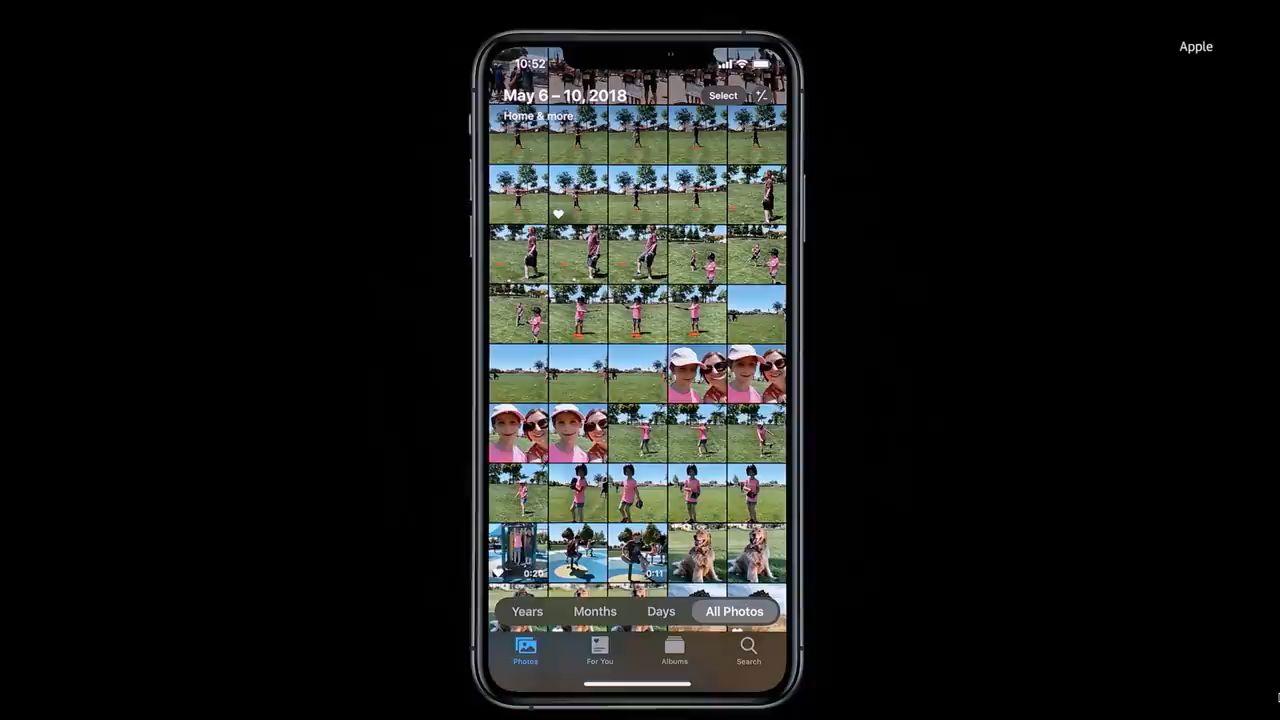 Apple
10:52
May 6 – 10, 2018
Select
Home & more
0:20
0:11
Years
Months
Days
All Photos
Photos
For You
Albums
Search